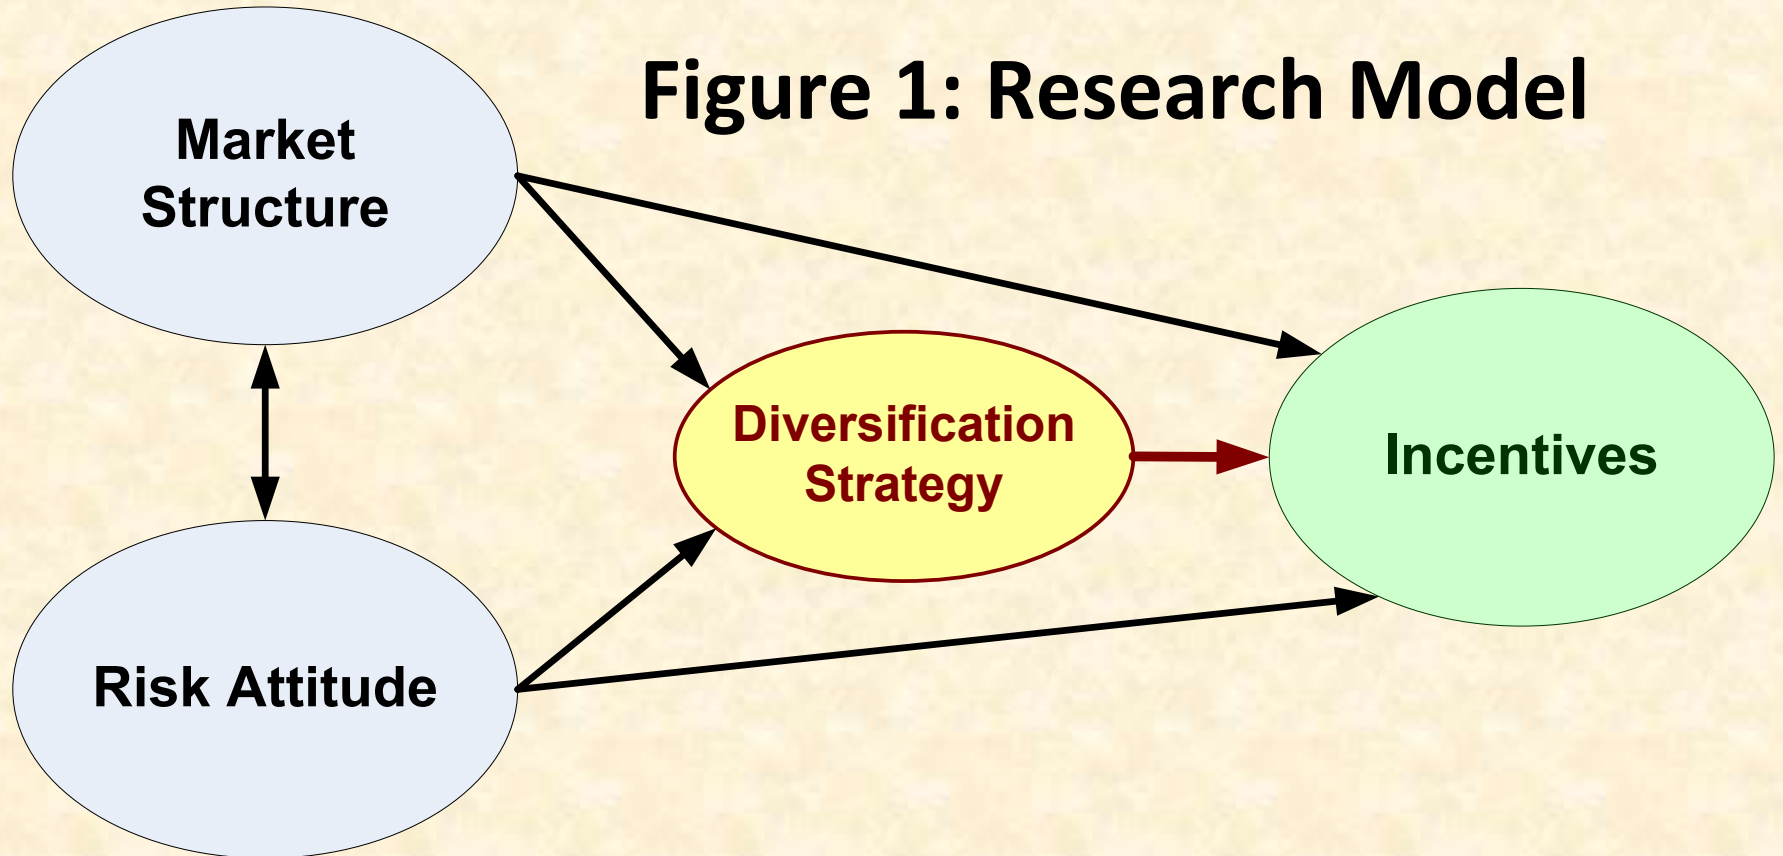 Figure 1: Research Model
Market
Structure
Diversification
Strategy
Incentives
Risk Attitude